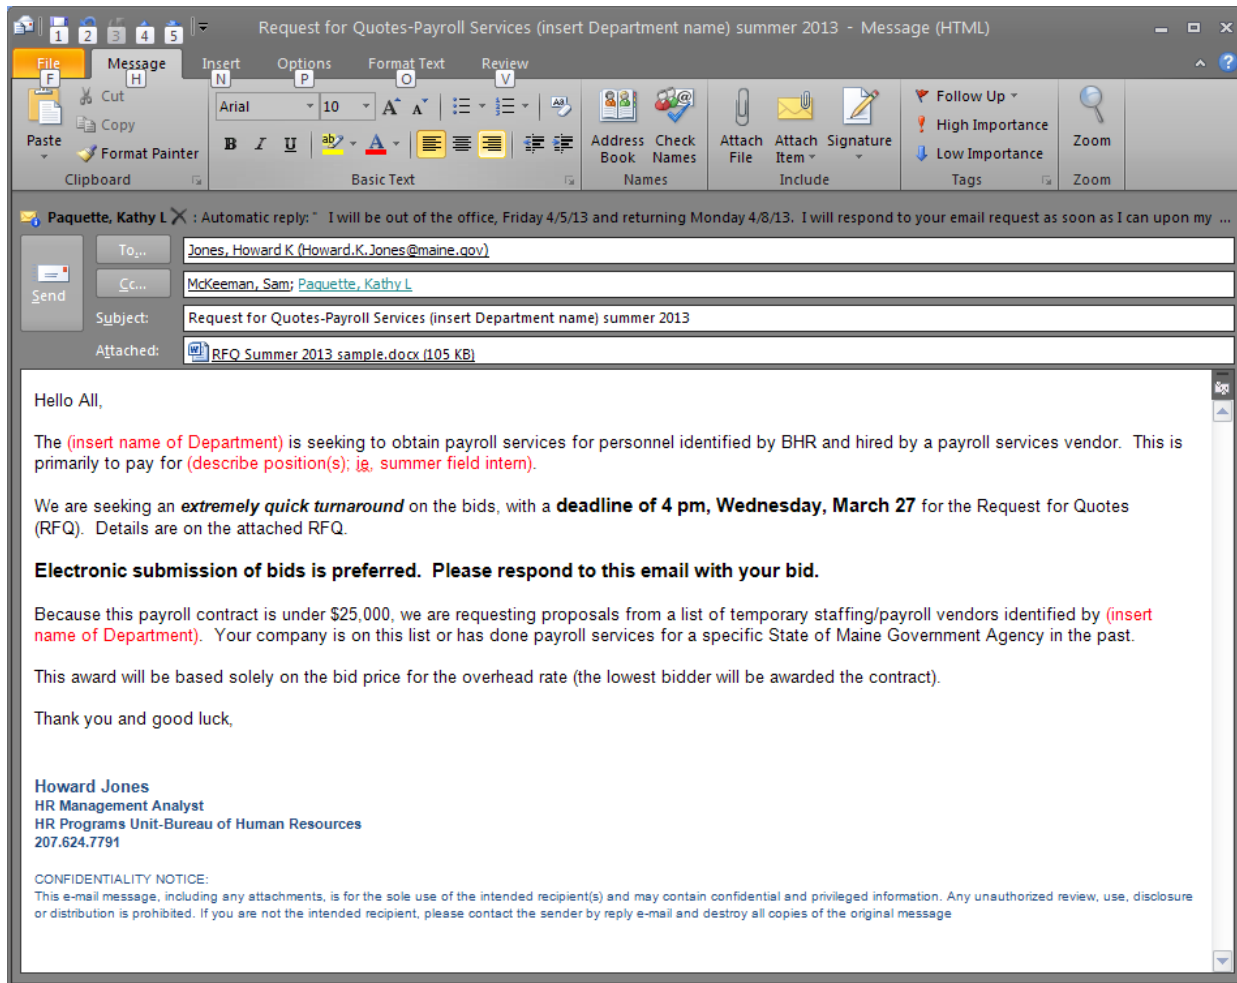 1 2 3 4 5 Request for Quotes-Payroll Services (insert Department name) summer 2013 - Message (HTML)
File Message Insert Options Format Text Review
F H N P O V
Cut
Copy
Format Painter
Paste
Clipboard
Arial 10
B I U
Basic Text
Address Book
Check Names
Names
Attach File
Attach Item
Signature
Include
Follow Up
High Importance
Low Importance
Tags
Zoom
Zoom
Paquette, Kathy L : Automatic reply: " I will be out of the office, Friday 4/5/13 and returning Monday 4/8/13. I will respond to your email request as soon as I can upon my ...
Send
To... Jones, Howard K (Howard.K.Jones@maine.gov)
Cc... McKeeman, Sam; Paquette, Kathy L
Subject: Request for Quotes-Payroll Services (insert Department name) summer 2013
Attached: RFQ Summer 2013 sample.docx (105 KB)
Hello All,
The (insert name of Department) is seeking to obtain payroll services for personnel identified by BHR and hired by a payroll services vendor. This is
primarily to pay for (describe position(s); ie, summer field intern).
We are seeking an extremely quick turnaround on the bids, with a deadline of 4 pm, Wednesday, March 27 for the Request for Quotes
(RFQ). Details are on the attached RFQ.
Electronic submission of bids is preferred. Please respond to this email with your bid.
Because this payroll contract is under $25,000, we are requesting proposals from a list of temporary staffing/payroll vendors identified by (insert
name of Department). Your company is on this list or has done payroll services for a specific State of Maine Government Agency in the past.
This award will be based solely on the bid price for the overhead rate (the lowest bidder will be awarded the contract).
Thank you and good luck,
Howard Jones
HR Management Analyst
HR Programs Unit-Bureau of Human Resources
207.624.7791
CONFIDENTIALITY NOTICE:
This e-mail message, including any attachments, is for the sole use of the intended recipient(s) and may contain confidential and privileged information. Any unauthorized review, use, disclosure
or distribution is prohibited. If you are not the intended recipient, please contact the sender by reply e-mail and destroy all copies of the original message